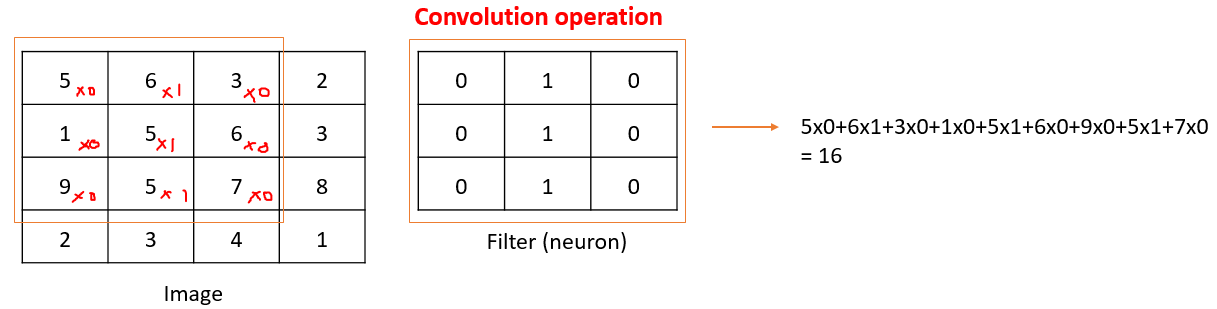 Convolution operation
5 x0 6 x1 3 x0 2
1 x0 5 x1 6 x0 3
9 x0 5 x1 7 x0 8
2 3 4 1
Image
0 1 0
0 1 0
0 1 0
Filter (neuron)
5x0+6x1+3x0+1x0+5x1+6x0+9x0+5x1+7x0
= 16